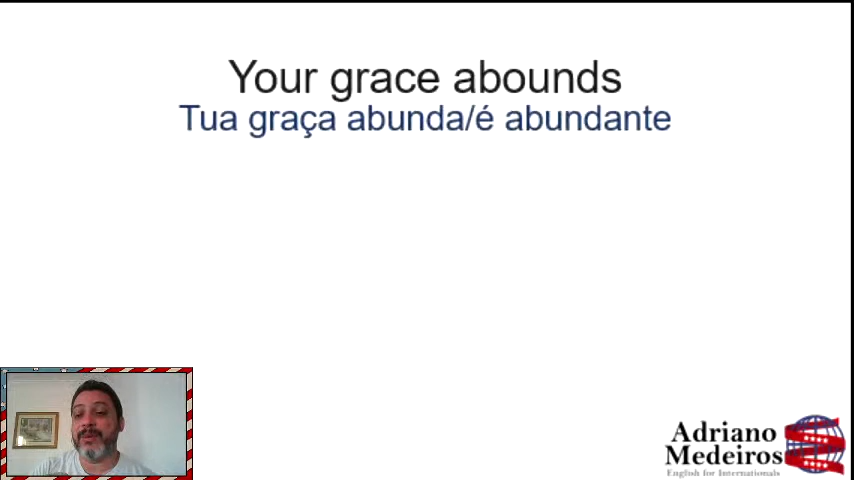 Your grace abounds
Tua graça abunda/é abundante
Adriano
Medeiros
English for Internationals